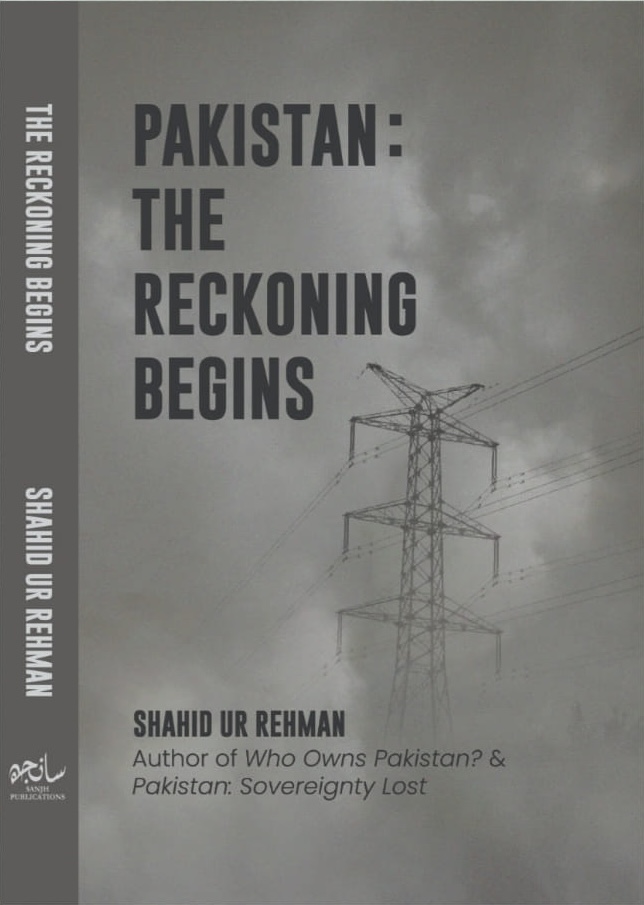 PAKISTAN:
THE
RECKONING
BEGINS
SHAHID UR REHMAN
Author of Who Owns Pakistan? &
Pakistan: Sovereignty Lost
THE RECKONING BEGINS
SHAHID UR REHMAN
سانجھ
SANJH
PUBLICATIONS